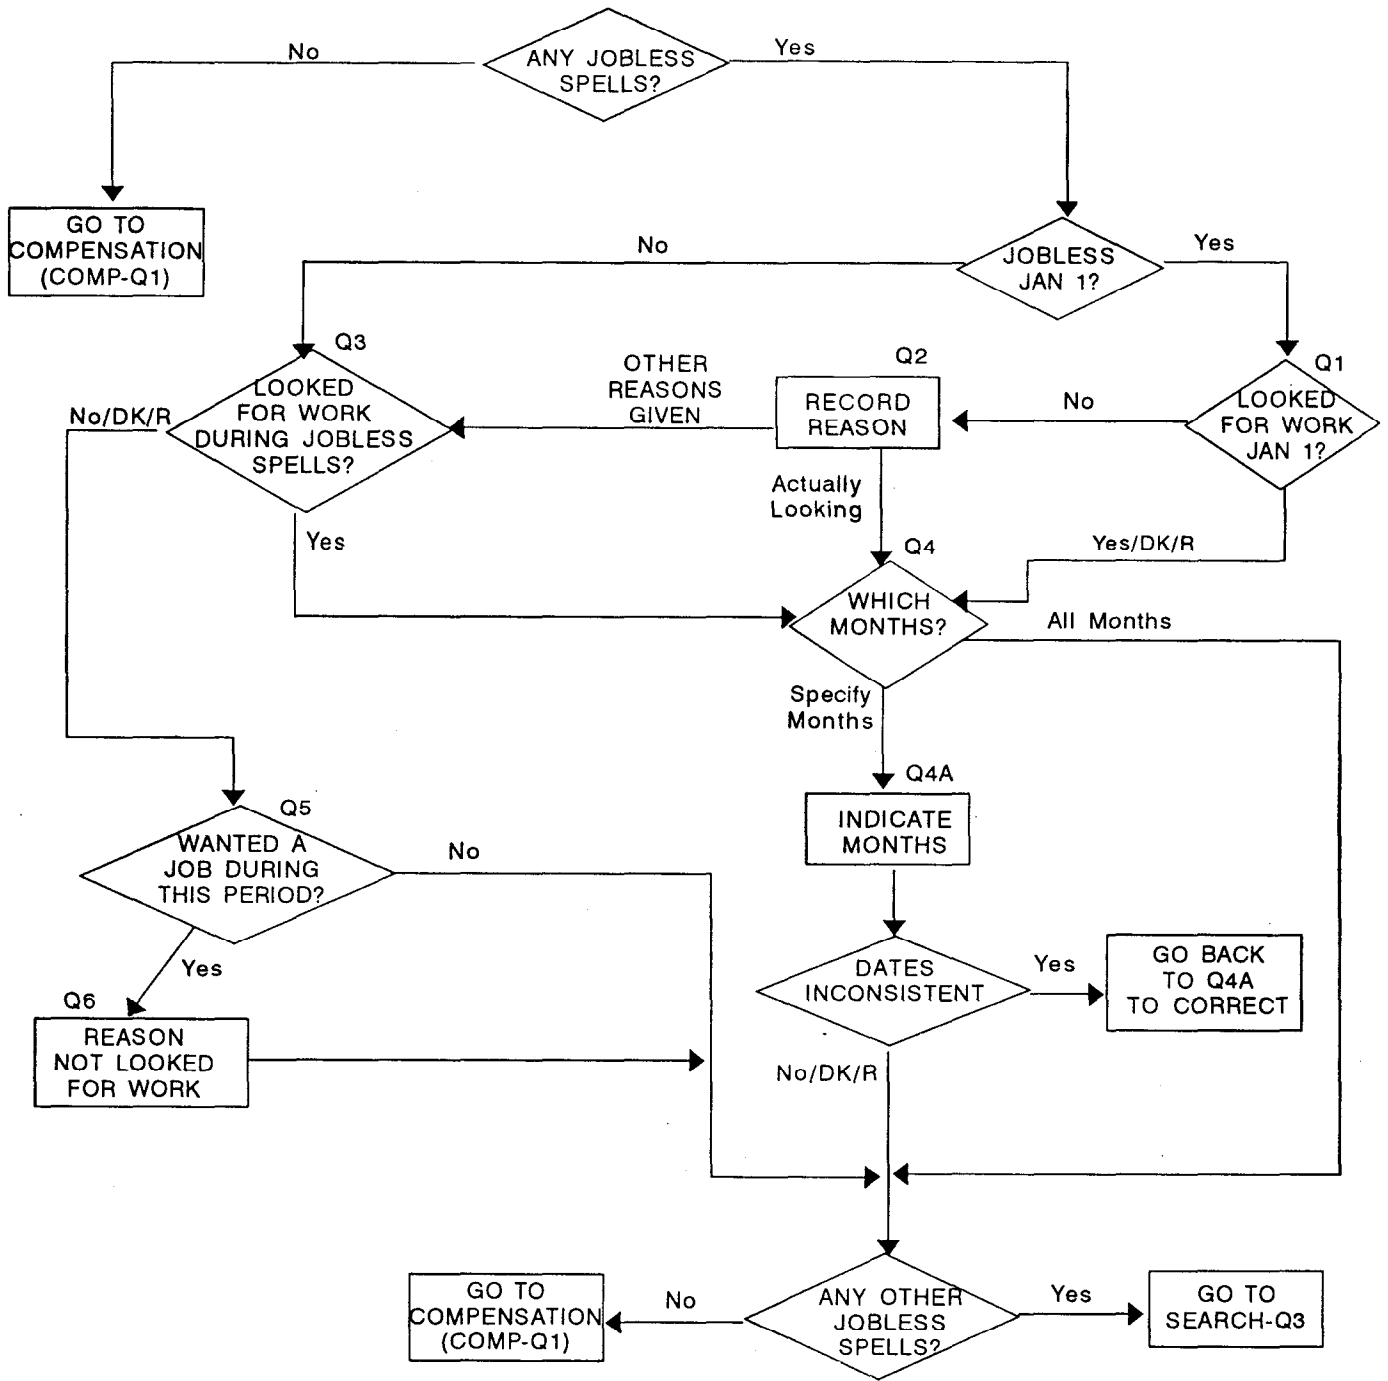 No
ANY JOBLESS
SPELLS?
Yes
GO TO
COMPENSATION
(COMP-Q1)
No
JOBLESS
JAN 1?
Yes
Q3
LOOKED
FOR WORK
DURING JOBLESS
SPELLS?
No/DK/R
OTHER
REASONS
GIVEN
Q2
RECORD
REASON
No
Q1
LOOKED
FOR WORK
JAN 1?
Actually
Looking
Yes
Q4
WHICH
MONTHS?
Yes/DK/R
All Months
Specify
Months
Q4A
INDICATE
MONTHS
Q5
WANTED A
JOB DURING
THIS PERIOD?
No
Yes
Q6
REASON
NOT LOOKED
FOR WORK
DATES
INCONSISTENT
Yes
GO BACK
TO Q4A
TO CORRECT
No/DK/R
GO TO
COMPENSATION
(COMP-Q1)
No
ANY OTHER
JOBLESS
SPELLS?
Yes
GO TO
SEARCH-Q3